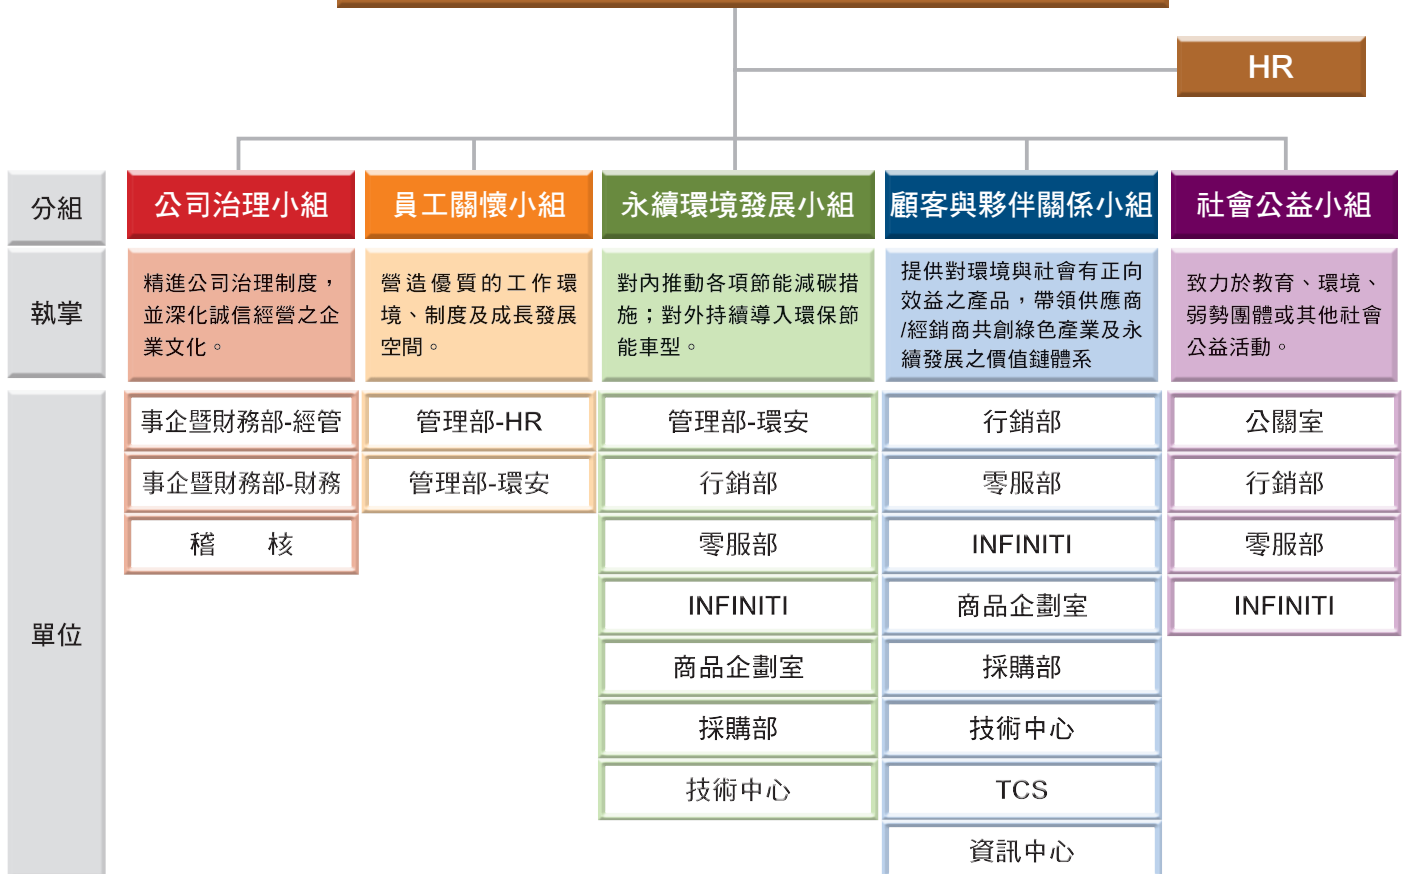 HR
分組
公司治理小組
員工關懷小組
永續環境發展小組
顧客與夥伴關係小組
社會公益小組
執掌
精進公司治理制度，
並深化誠信經營之企
業文化。
營造優質的工作環
境、制度及成長發展
空間。
對內推動各項節能減碳措
施；對外持續導入環保節
能車型。
提供對環境與社會有正向
效益之產品，帶領供應商
/經銷商共創綠色產業及永
續發展之價值鏈體系
致力於教育、環境、
弱勢團體或其他社會
公益活動。
單位
事企暨財務部-經管
事企暨財務部-財務
稽　　核
管理部-HR
管理部-環安
管理部-環安
行銷部
零服部
INFINITI
商品企劃室
採購部
技術中心
行銷部
零服部
INFINITI
商品企劃室
採購部
技術中心
TCS
資訊中心
公關室
行銷部
零服部
INFINITI